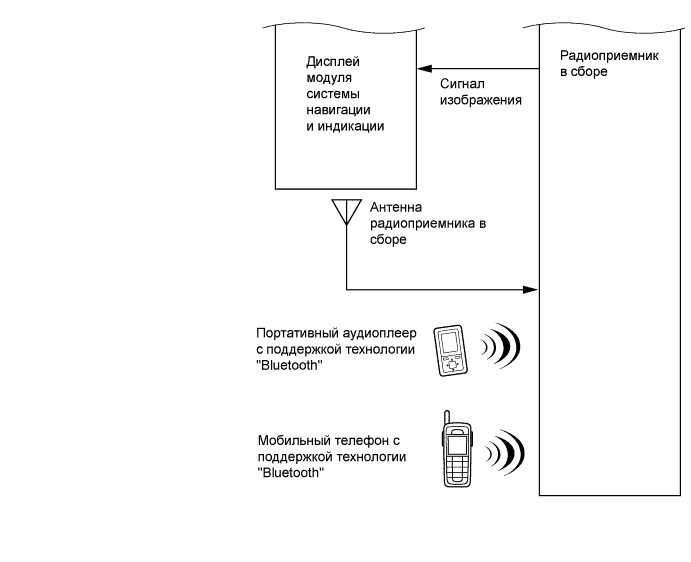 Дисплей
модуля
системы
навигации
и индикации
Радиоприемник
в сборе
Сигнал
изображения
Антенна
радиоприемника в
сборе
Портативный аудиоплеер
с поддержкой технологии
"Bluetooth"
Мобильный телефон с
поддержкой технологии
"Bluetooth"